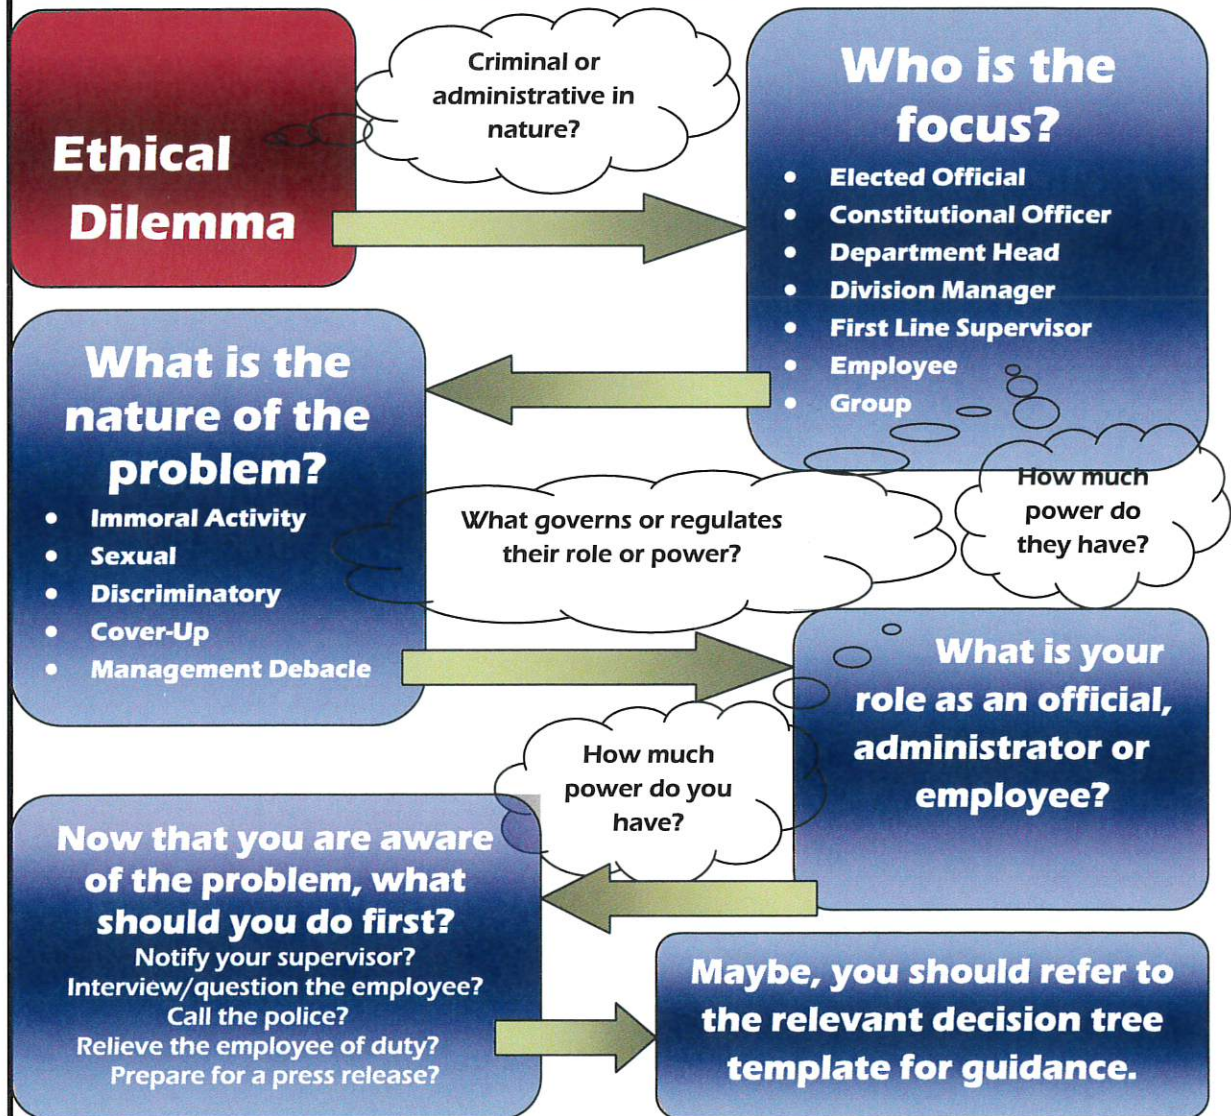 Ethical
Dilemma
Criminal or
administrative in
nature?
Who is the
focus?
• Elected Official
• Constitutional Officer
• Department Head
• Division Manager
• First Line Supervisor
• Employee
• Group
What is the
nature of the
problem?
• Immoral Activity
• Sexual
• Discriminatory
• Cover-Up
• Management Debacle
What governs or regulates
their role or power?
How much
power do
they have?
What is your
role as an official,
administrator or
employee?
How much
power do you
have?
Now that you are aware
of the problem, what
should you do first?
Notify your supervisor?
Interview/question the employee?
Call the police?
Relieve the employee of duty?
Prepare for a press release?
Maybe, you should refer to
the relevant decision tree
template for guidance.